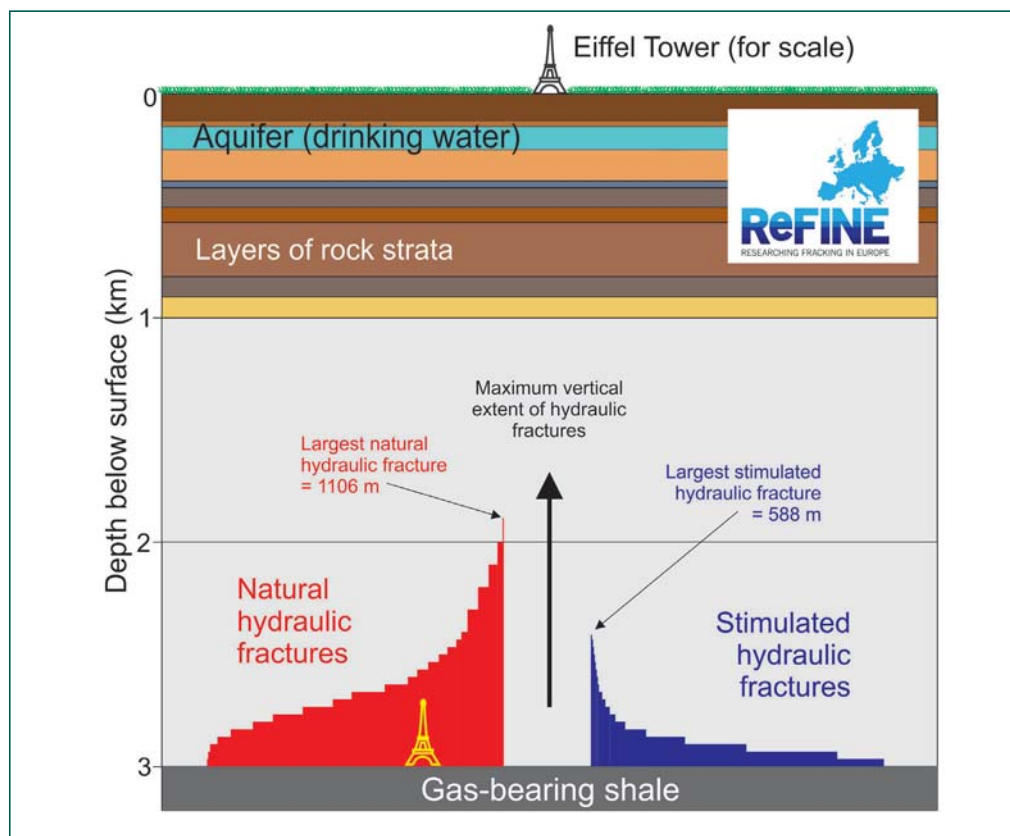 Eiffel Tower (for scale)
0
Aquifer (drinking water)
ReFINE
RESEARCHING FRACKING IN EUROPE
Layers of rock strata
Depth below surface (km)
1
Maximum vertical
extent of hydraulic
fractures
Largest natural
hydraulic fracture
= 1106 m
Largest stimulated
hydraulic fracture
= 588 m
2
Natural
hydraulic
fractures
Stimulated
hydraulic
fractures
3
Gas-bearing shale